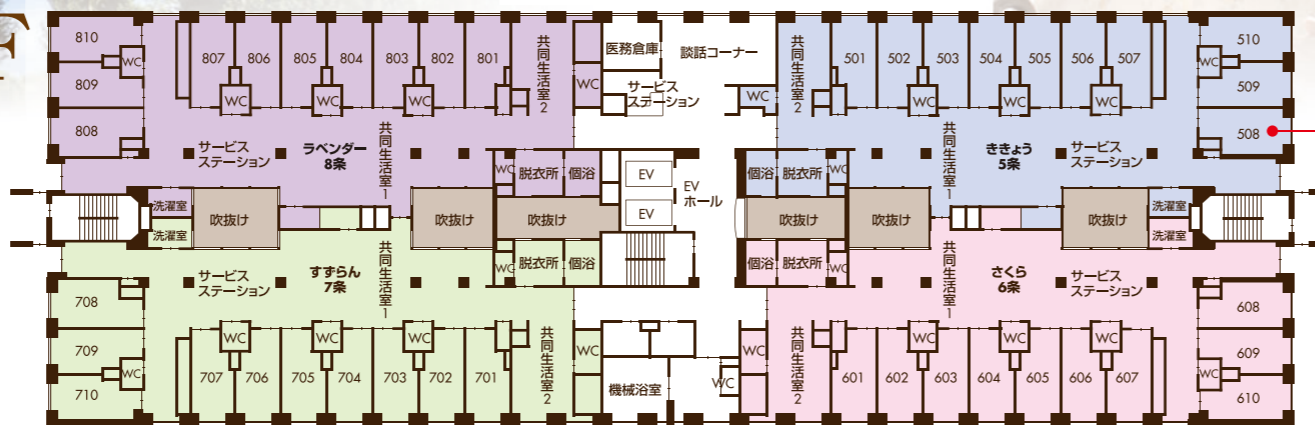 F
810
809
808
WC
807
806
805
804
803
802
801
WC
WC
WC
共同生活室2
WC
医務倉庫
談話コーナー
サービス
ステーション
WC
共同生活室2
501
502
503
504
505
506
507
WC
WC
WC
510
509
508
WC
サービス
ステーション
ラベンダー
8条
共同生活室1
WC
脱衣所
個浴
EV
EV
EV
ホール
個浴
脱衣所
WC
共同生活室1
ききょう
5条
サービス
ステーション
洗濯室
洗濯室
吹抜け
吹抜け
吹抜け
吹抜け
吹抜け
吹抜け
洗濯室
洗濯室
サービス
ステーション
すずらん
7条
共同生活室1
WC
脱衣所
個浴
個浴
脱衣所
WC
共同生活室1
さくら
6条
サービス
ステーション
708
709
710
WC
WC
WC
WC
707
706
705
704
703
702
701
共同生活室2
WC
機械浴室
WC
WC
共同生活室2
WC
WC
WC
601
602
603
604
605
606
607
608
609
610
WC